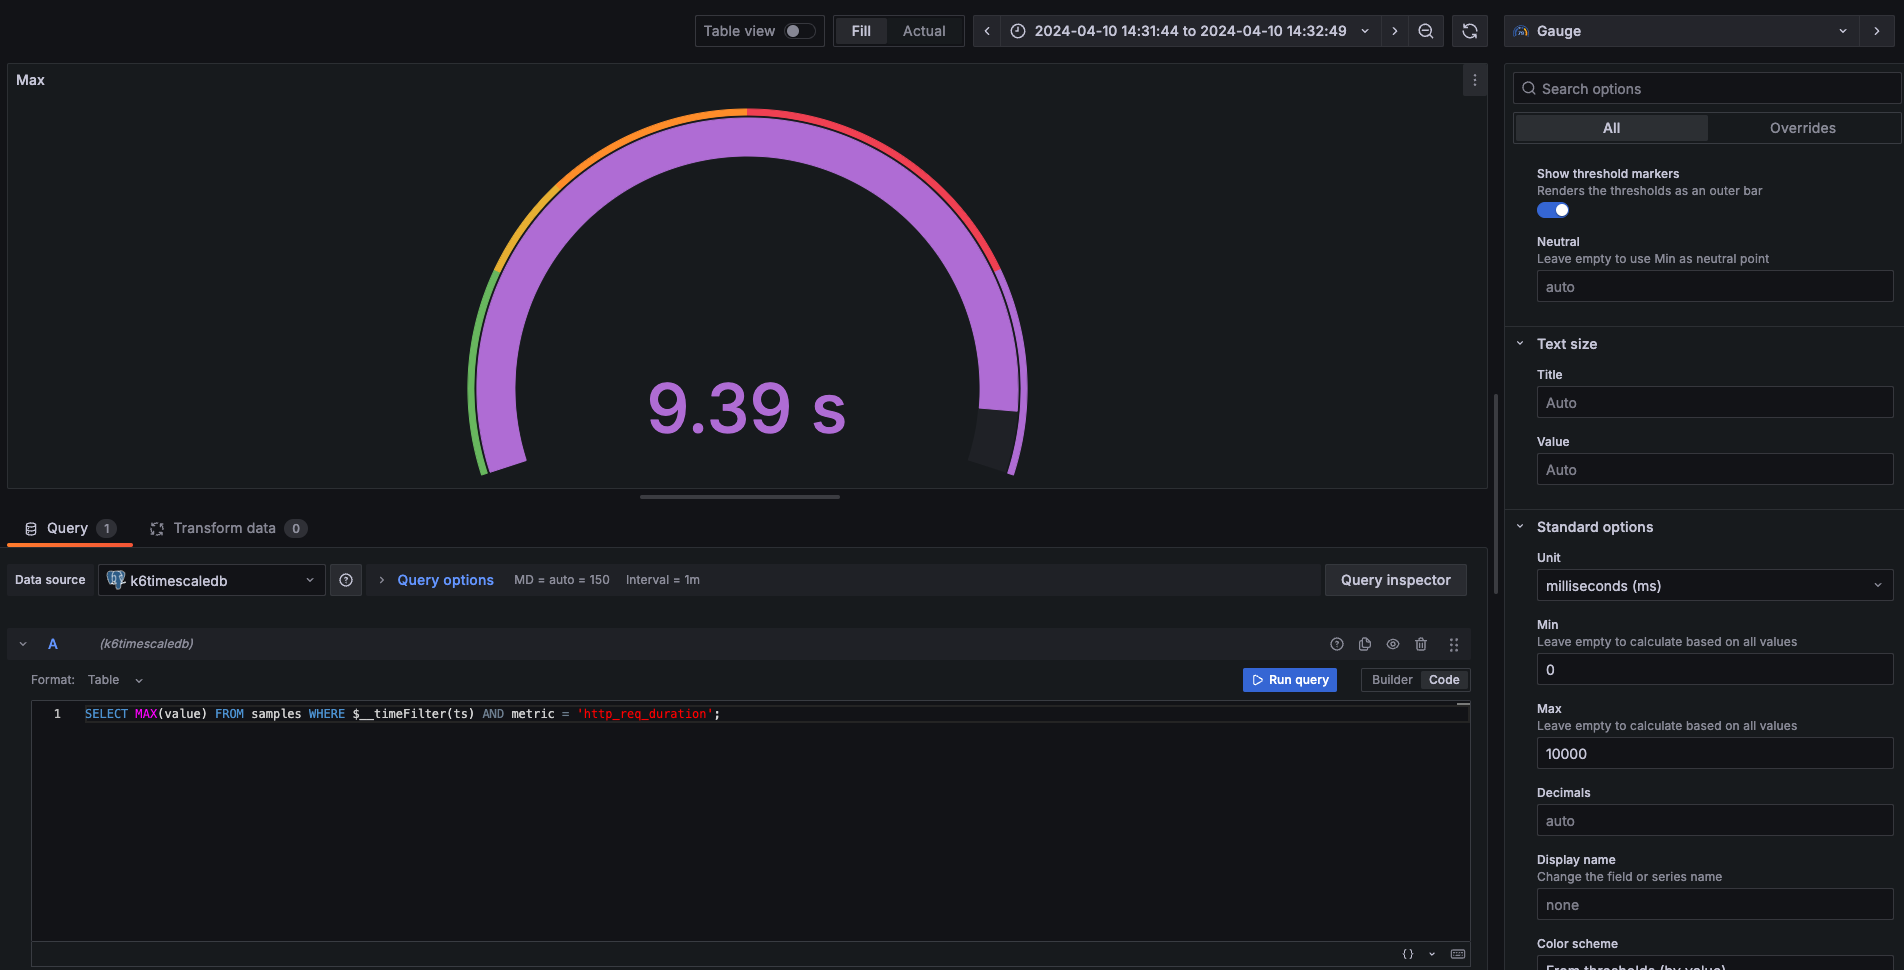 Table view
Fill
Actual
2024-04-10 14:31:44 to 2024-04-10 14:32:49
Gauge
Max
9.39 s
Search options
All
Overrides
Show threshold markers
Renders the thresholds as an outer bar
Neutral
Leave empty to use Min as neutral point
auto
Text size
Title
Auto
Value
Auto
Standard options
Unit
milliseconds (ms)
Min
Leave empty to calculate based on all values
0
Max
Leave empty to calculate based on all values
10000
Decimals
auto
Display name
Change the field or series name
none
Color scheme
From thresholds (by value)
Query 1
Transform data 0
Data source
k6timescaledb
Query options
MD = auto = 150
Interval = 1m
Query inspector
A
(k6timescaledb)
Format: Table
Run query
Builder
Code
1 SELECT MAX(value) FROM samples WHERE $__timeFilter(ts) AND metric = 'http_req_duration';
{}